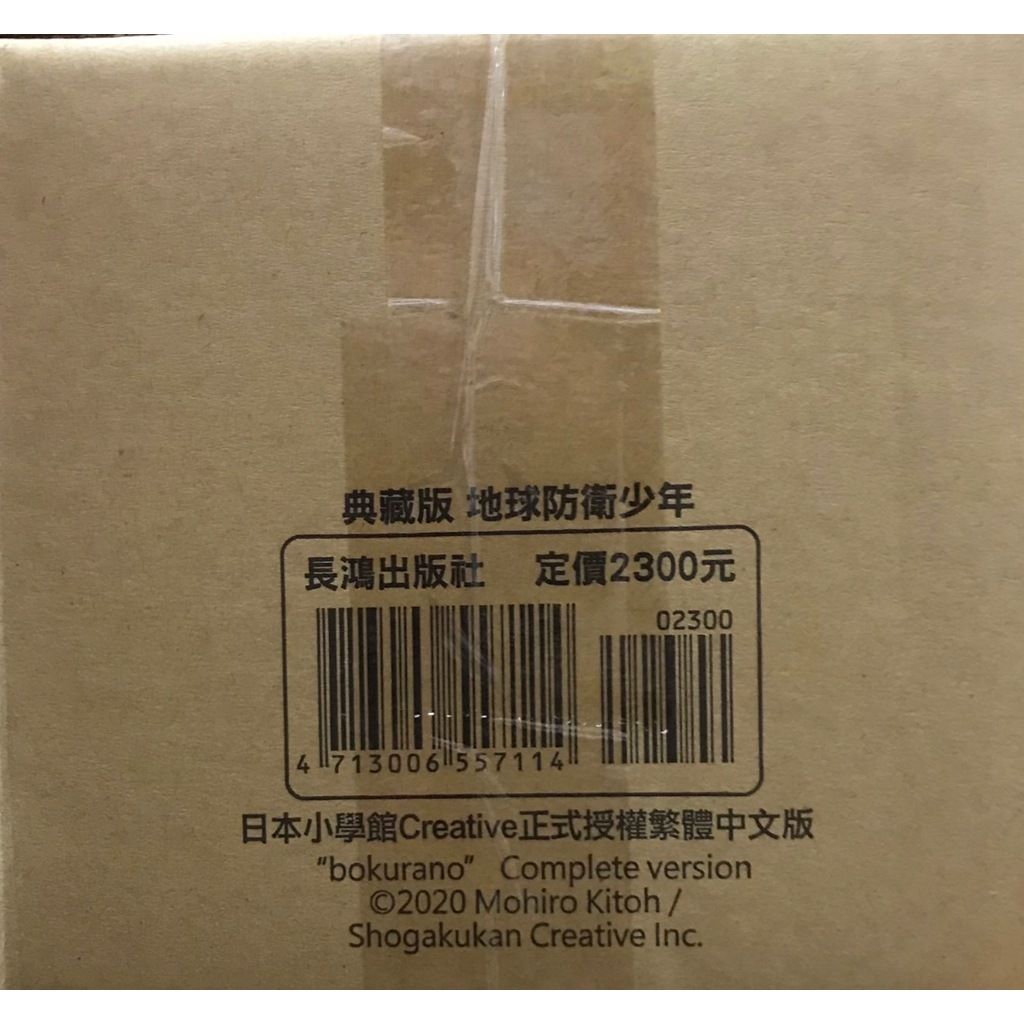 典藏版 地球防衛少年
長鴻出版社 定價2300元
02300
4 713006 557114
日本小學館Creative正式授權繁體中文版
"bokurano" Complete version
©2020 Mohiro Kitoh /
Shogakukan Creative Inc.